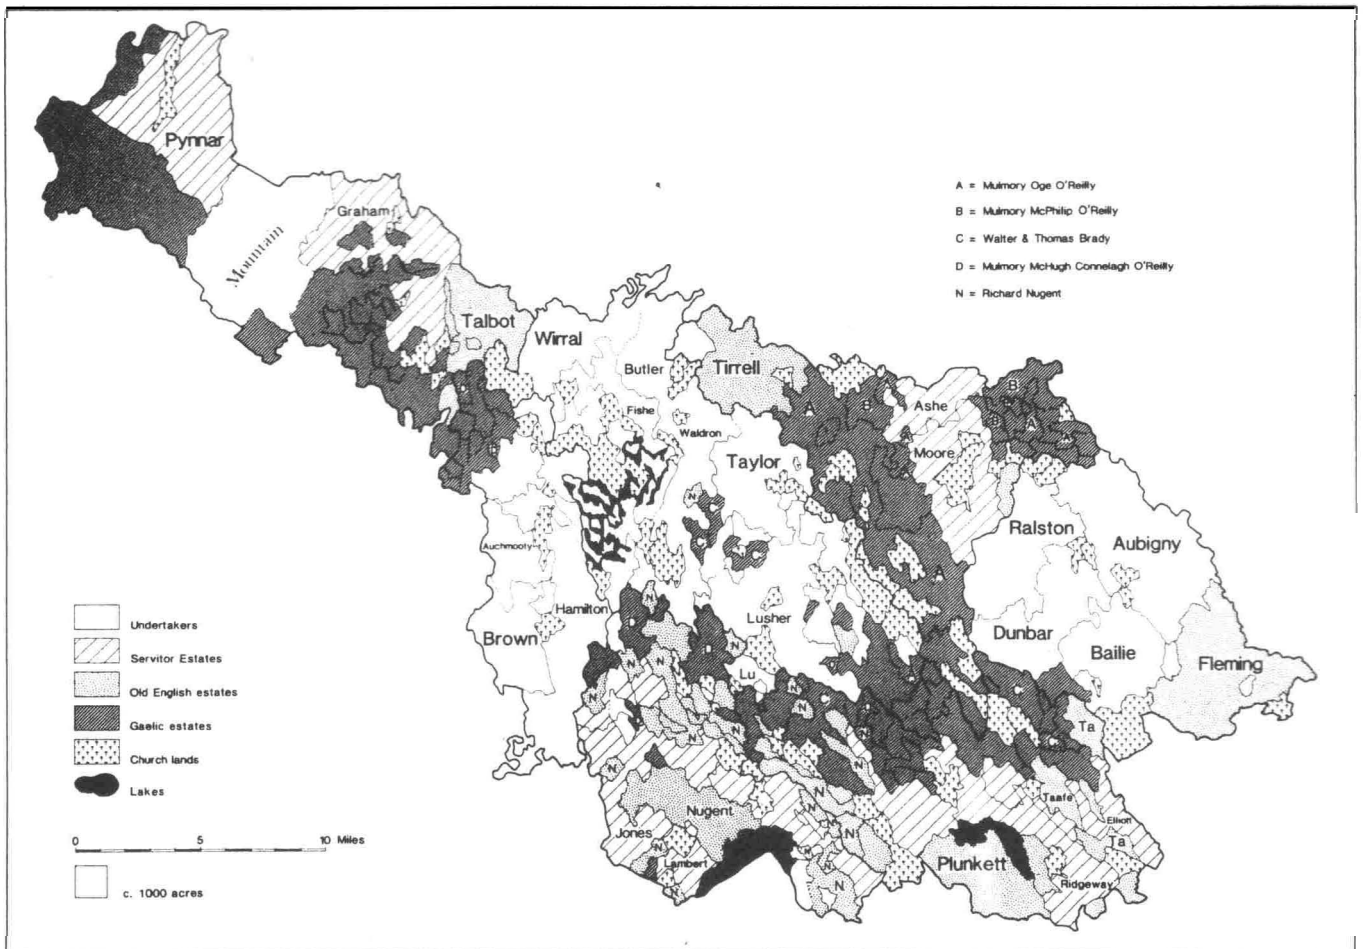 Pynnar
Graham
Mountain
A = Mulmory Oge O'Reilly
B = Mulmory McPhilip O'Reilly
C = Walter & Thomas Brady
D = Mulmory McHugh Connelagh O'Reilly
N = Richard Nugent
Talbot
Wirral
Butler
Tirrell
Fishe
Waldron
Taylor
A
B
A
Ashe
B
B
A
A
A
Moore
D
D
N
C
C
Auchmooty
Ralston
Aubigny
A
Hamilton
N
D
Brown
Lusher
Dunbar
Bailie
Fleming
N
N
N
D
Lu
N
N
N
C
C
A
C
Ta
C
N
N
N
N
N
N
Nugent
N
N
N
N
N
N
N
Jones
N
Lambert
N
Taafe
Elliott
Ta
Plunkett
Ridgeway
Undertakers
Servitor Estates
Old English estates
Gaelic estates
Church lands
Lakes
0 5 10 Miles
c. 1000 acres